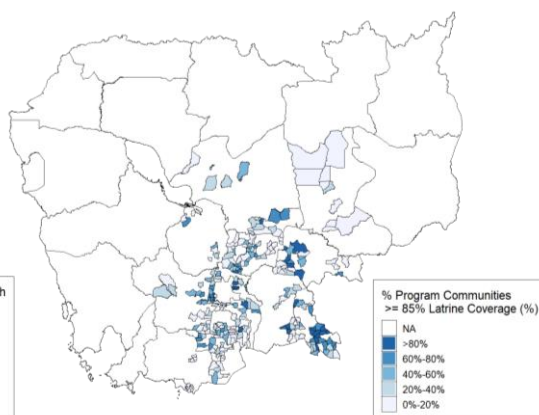 h
% Program Communities
>= 85% Latrine Coverage (%)
NA
>80%
60%-80%
40%-60%
20%-40%
0%-20%